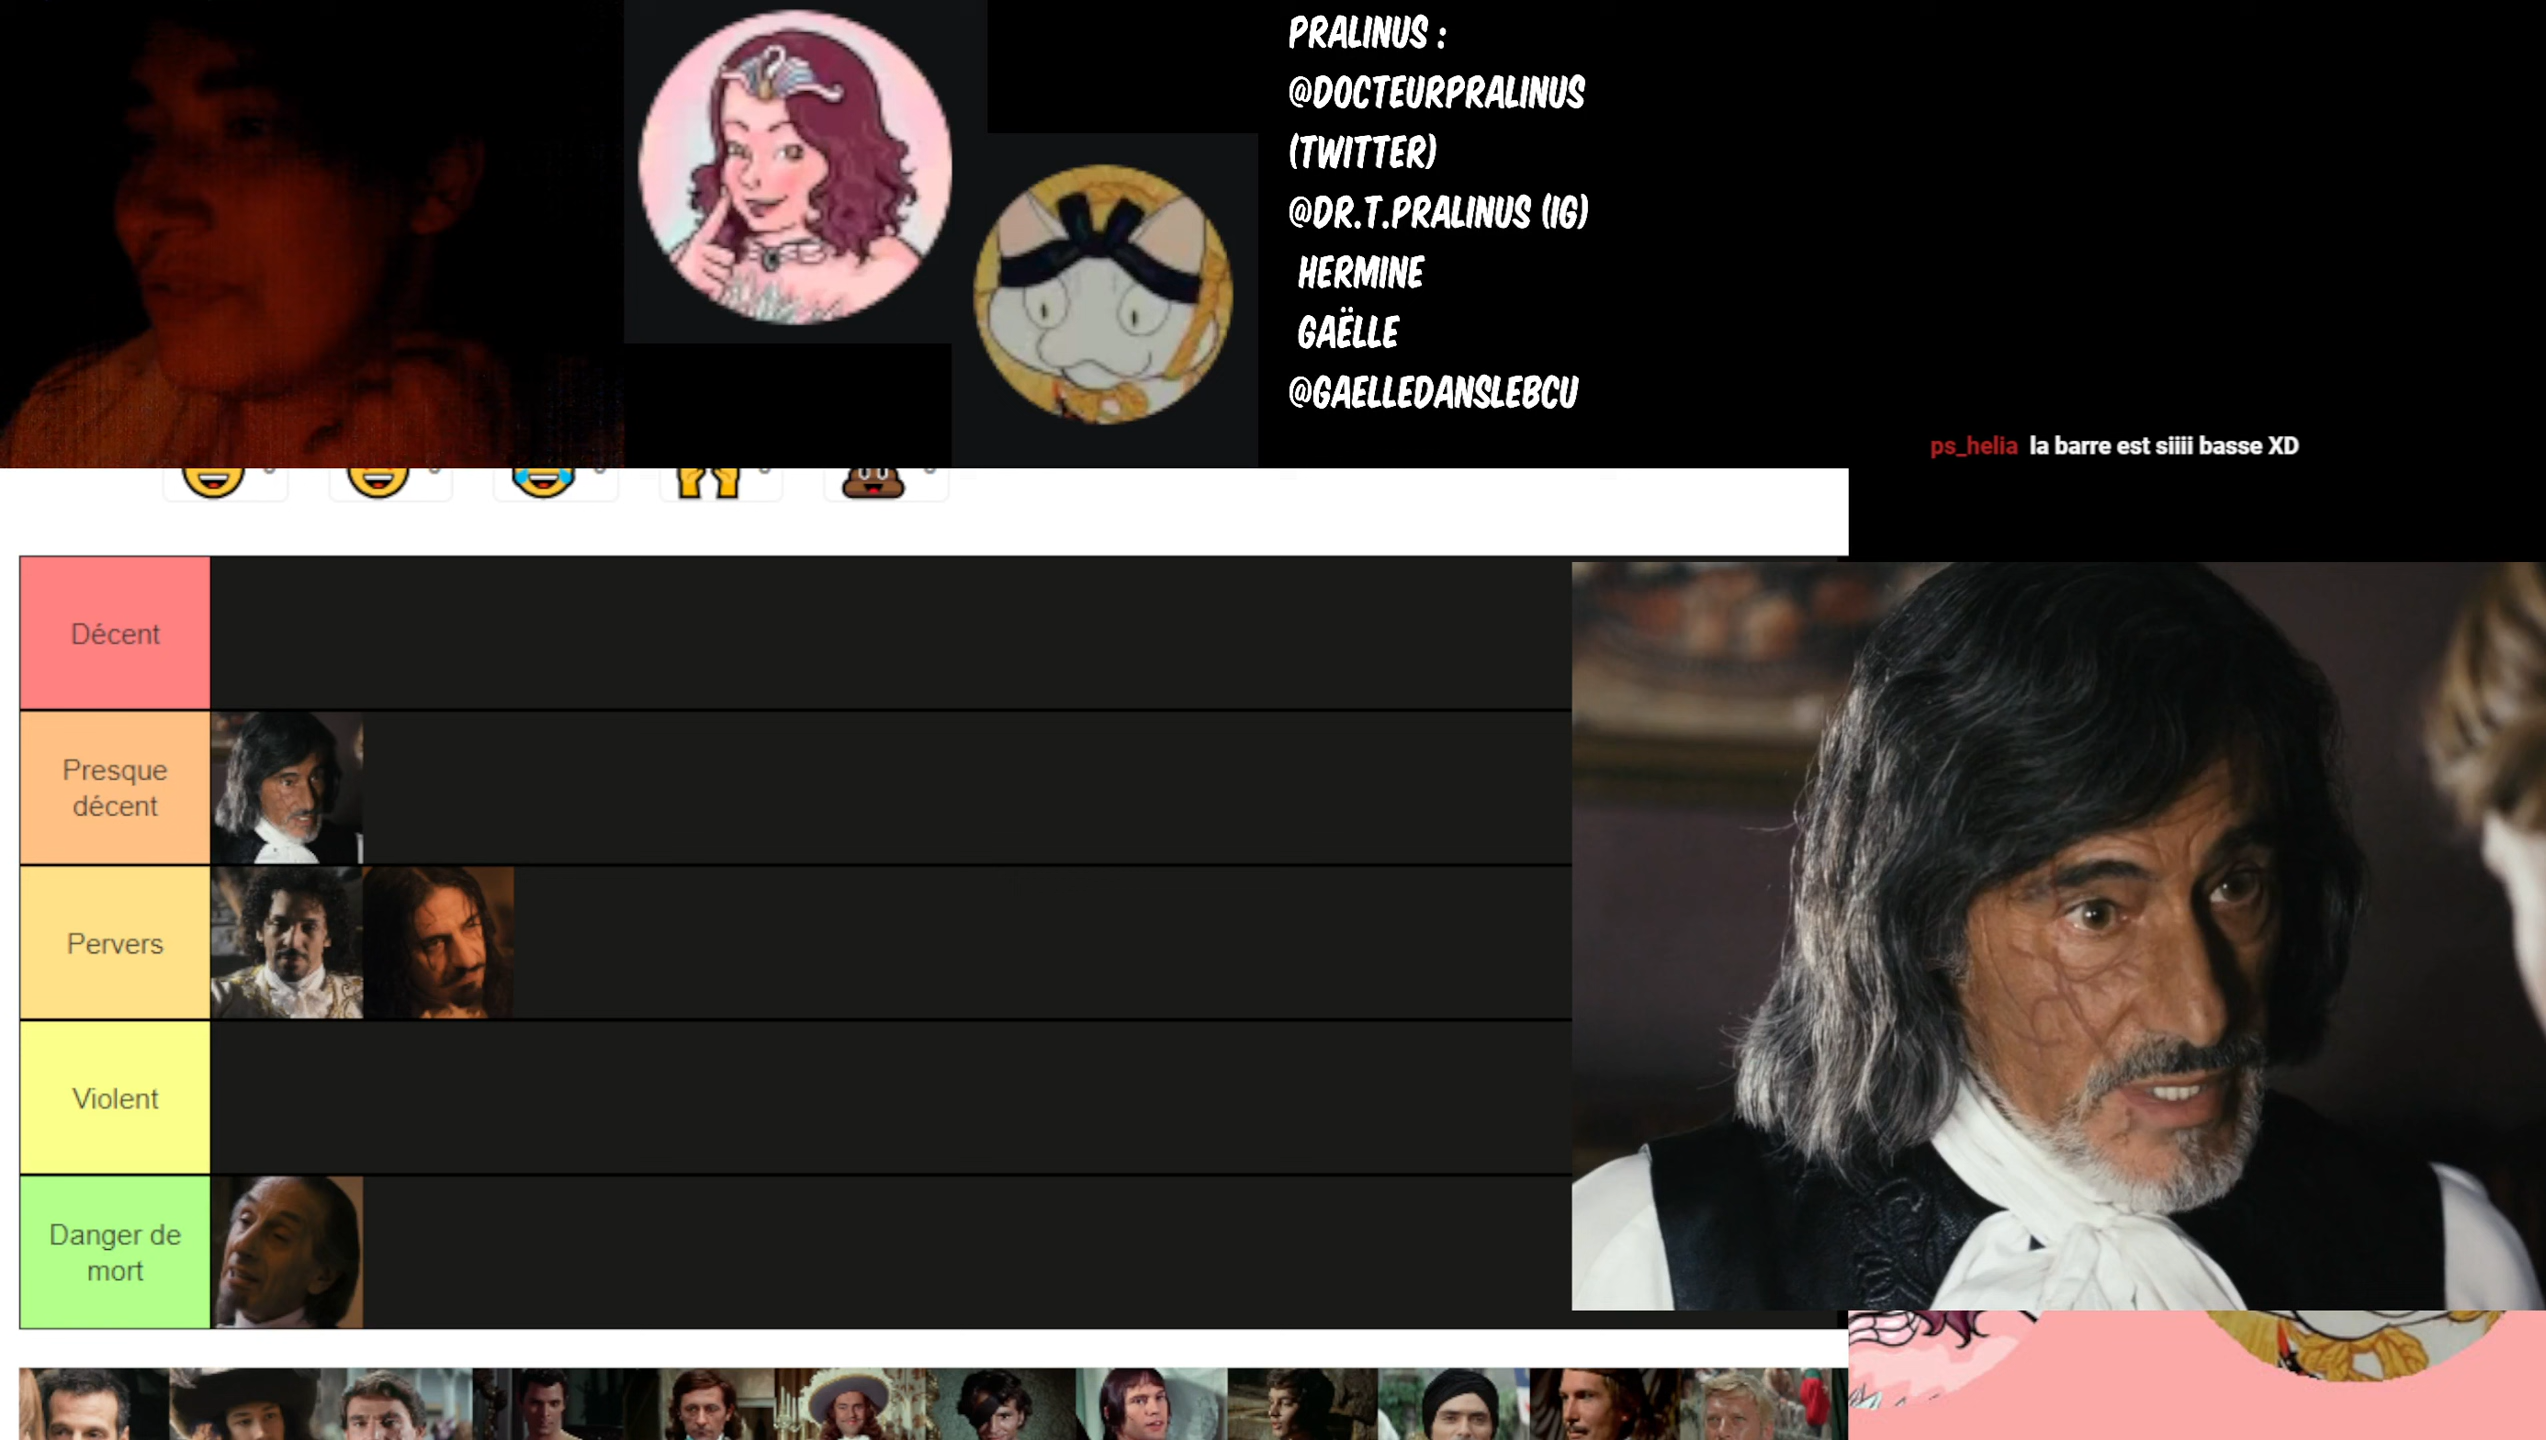 PRALINUS :
@DOCTEURPRALINUS
(TWITTER)
@DR.T.PRALINUS (IG)
HERMINE
GAËLLE
@GAELLEDANSLEBCU
ps_helia la barre est siiii basse XD
Décent
Presque
décent
Pervers
Violent
Danger de
mort